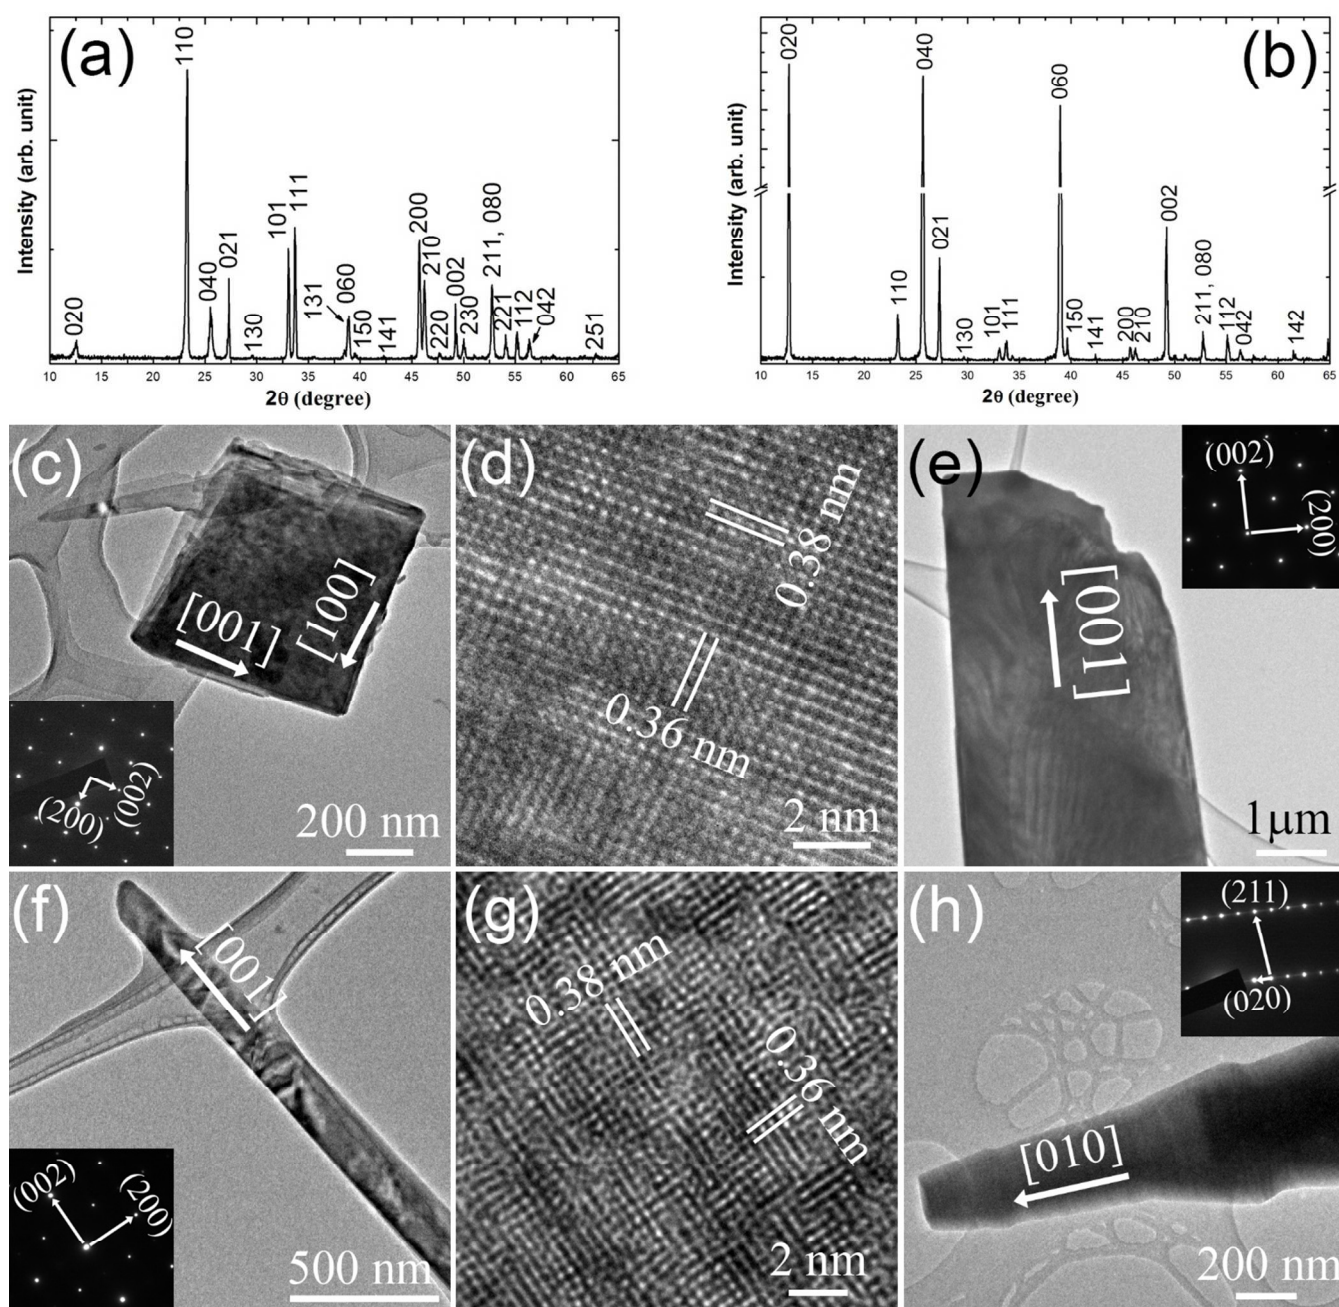 (a)
Intensity (arb. unit)
020
110
040
021
130
101
111
131
060
150
141
200
210
220
002
230
211, 080
221
112
042
251
10 15 20 25 30 35 40 45 50 55 60 65
2θ (degree)
(b)
Intensity (arb. unit)
020
110
040
021
130
101
111
060
150
141
200
210
002
211, 080
112
042
142
10 15 20 25 30 35 40 45 50 55 60 65
2θ (degree)
(c)
[001]
[100]
(200)
(002)
200 nm
(d)
0.38 nm
0.36 nm
2 nm
(e)
(002)
(200)
[001]
1μm
(f)
[001]
(002)
(200)
500 nm
(g)
0.38 nm
0.36 nm
2 nm
(h)
(211)
(020)
[010]
200 nm